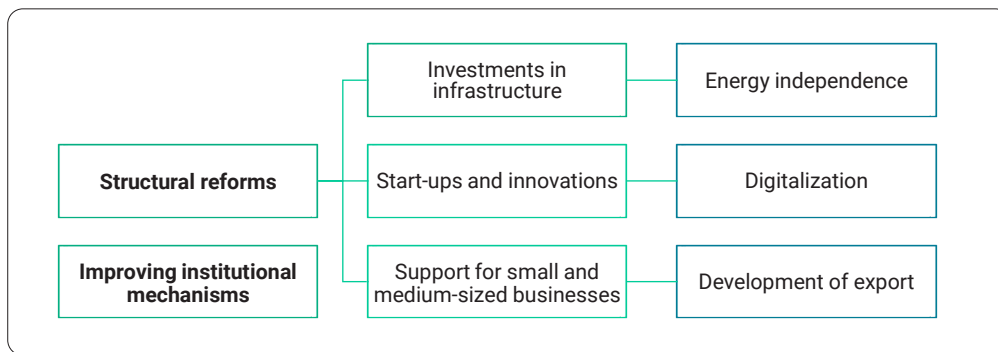 Investments in
infrastructure
Energy independence
Structural reforms
Start-ups and innovations
Digitalization
Improving institutional
mechanisms
Support for small and
medium-sized businesses
Development of export